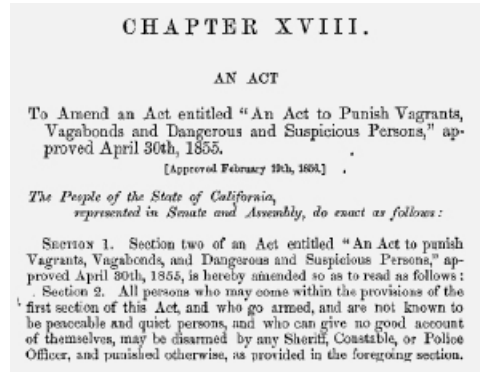 CHAPTER XVIII.
AN ACT
To Amend an Act entitled “An Act to Punish Vagrants,
Vagabonds and Dangerous and Suspicious Persons,” ap-
proved April 30th, 1855.
[Approved February 19th, 1856.]
The People of the State of California,
represented in Senate and Assembly, do enact as follows:
SECTION 1. Section two of an Act entitled “An Act to punish
Vagrants, Vagabonds, and Dangerous and Suspicious Persons,” ap-
proved April 30th, 1855, is hereby amended so as to read as follows:
Section 2. All persons who may come within the provisions of the
first section of this Act, and who go armed, and are not known to
be peaceable and quiet persons, and who can give no good account
of themselves, may be disarmed by any Sheriff, Constable, or Police
Officer, and punished otherwise, as provided in the foregoing section.